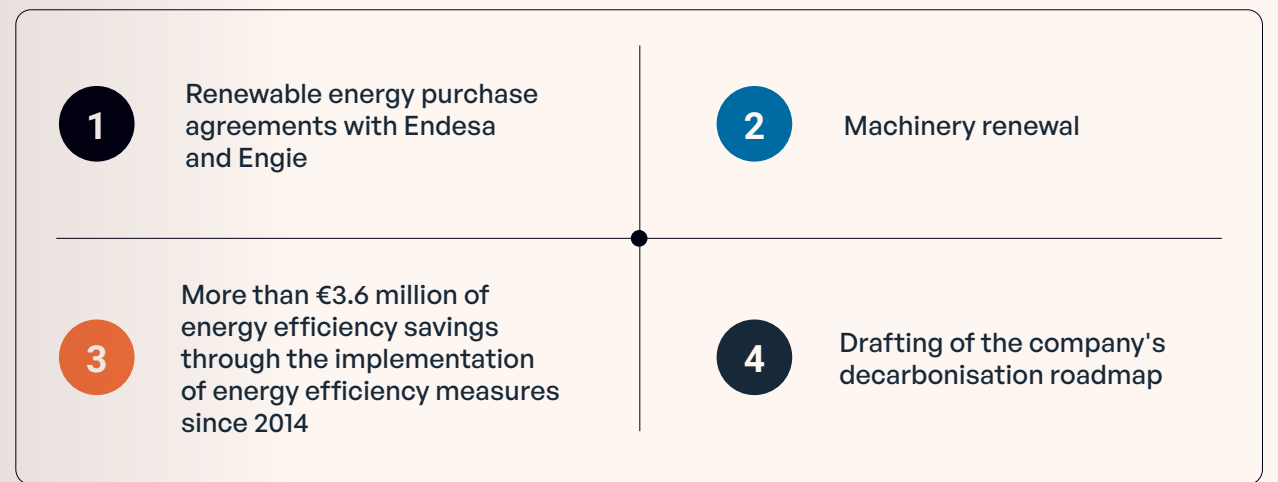 1
Renewable energy purchase
agreements with Endesa
and Engie
2
Machinery renewal
3
More than €3.6 million of
energy efficiency savings
through the implementation
of energy efficiency measures
since 2014
4
Drafting of the company's
decarbonisation roadmap